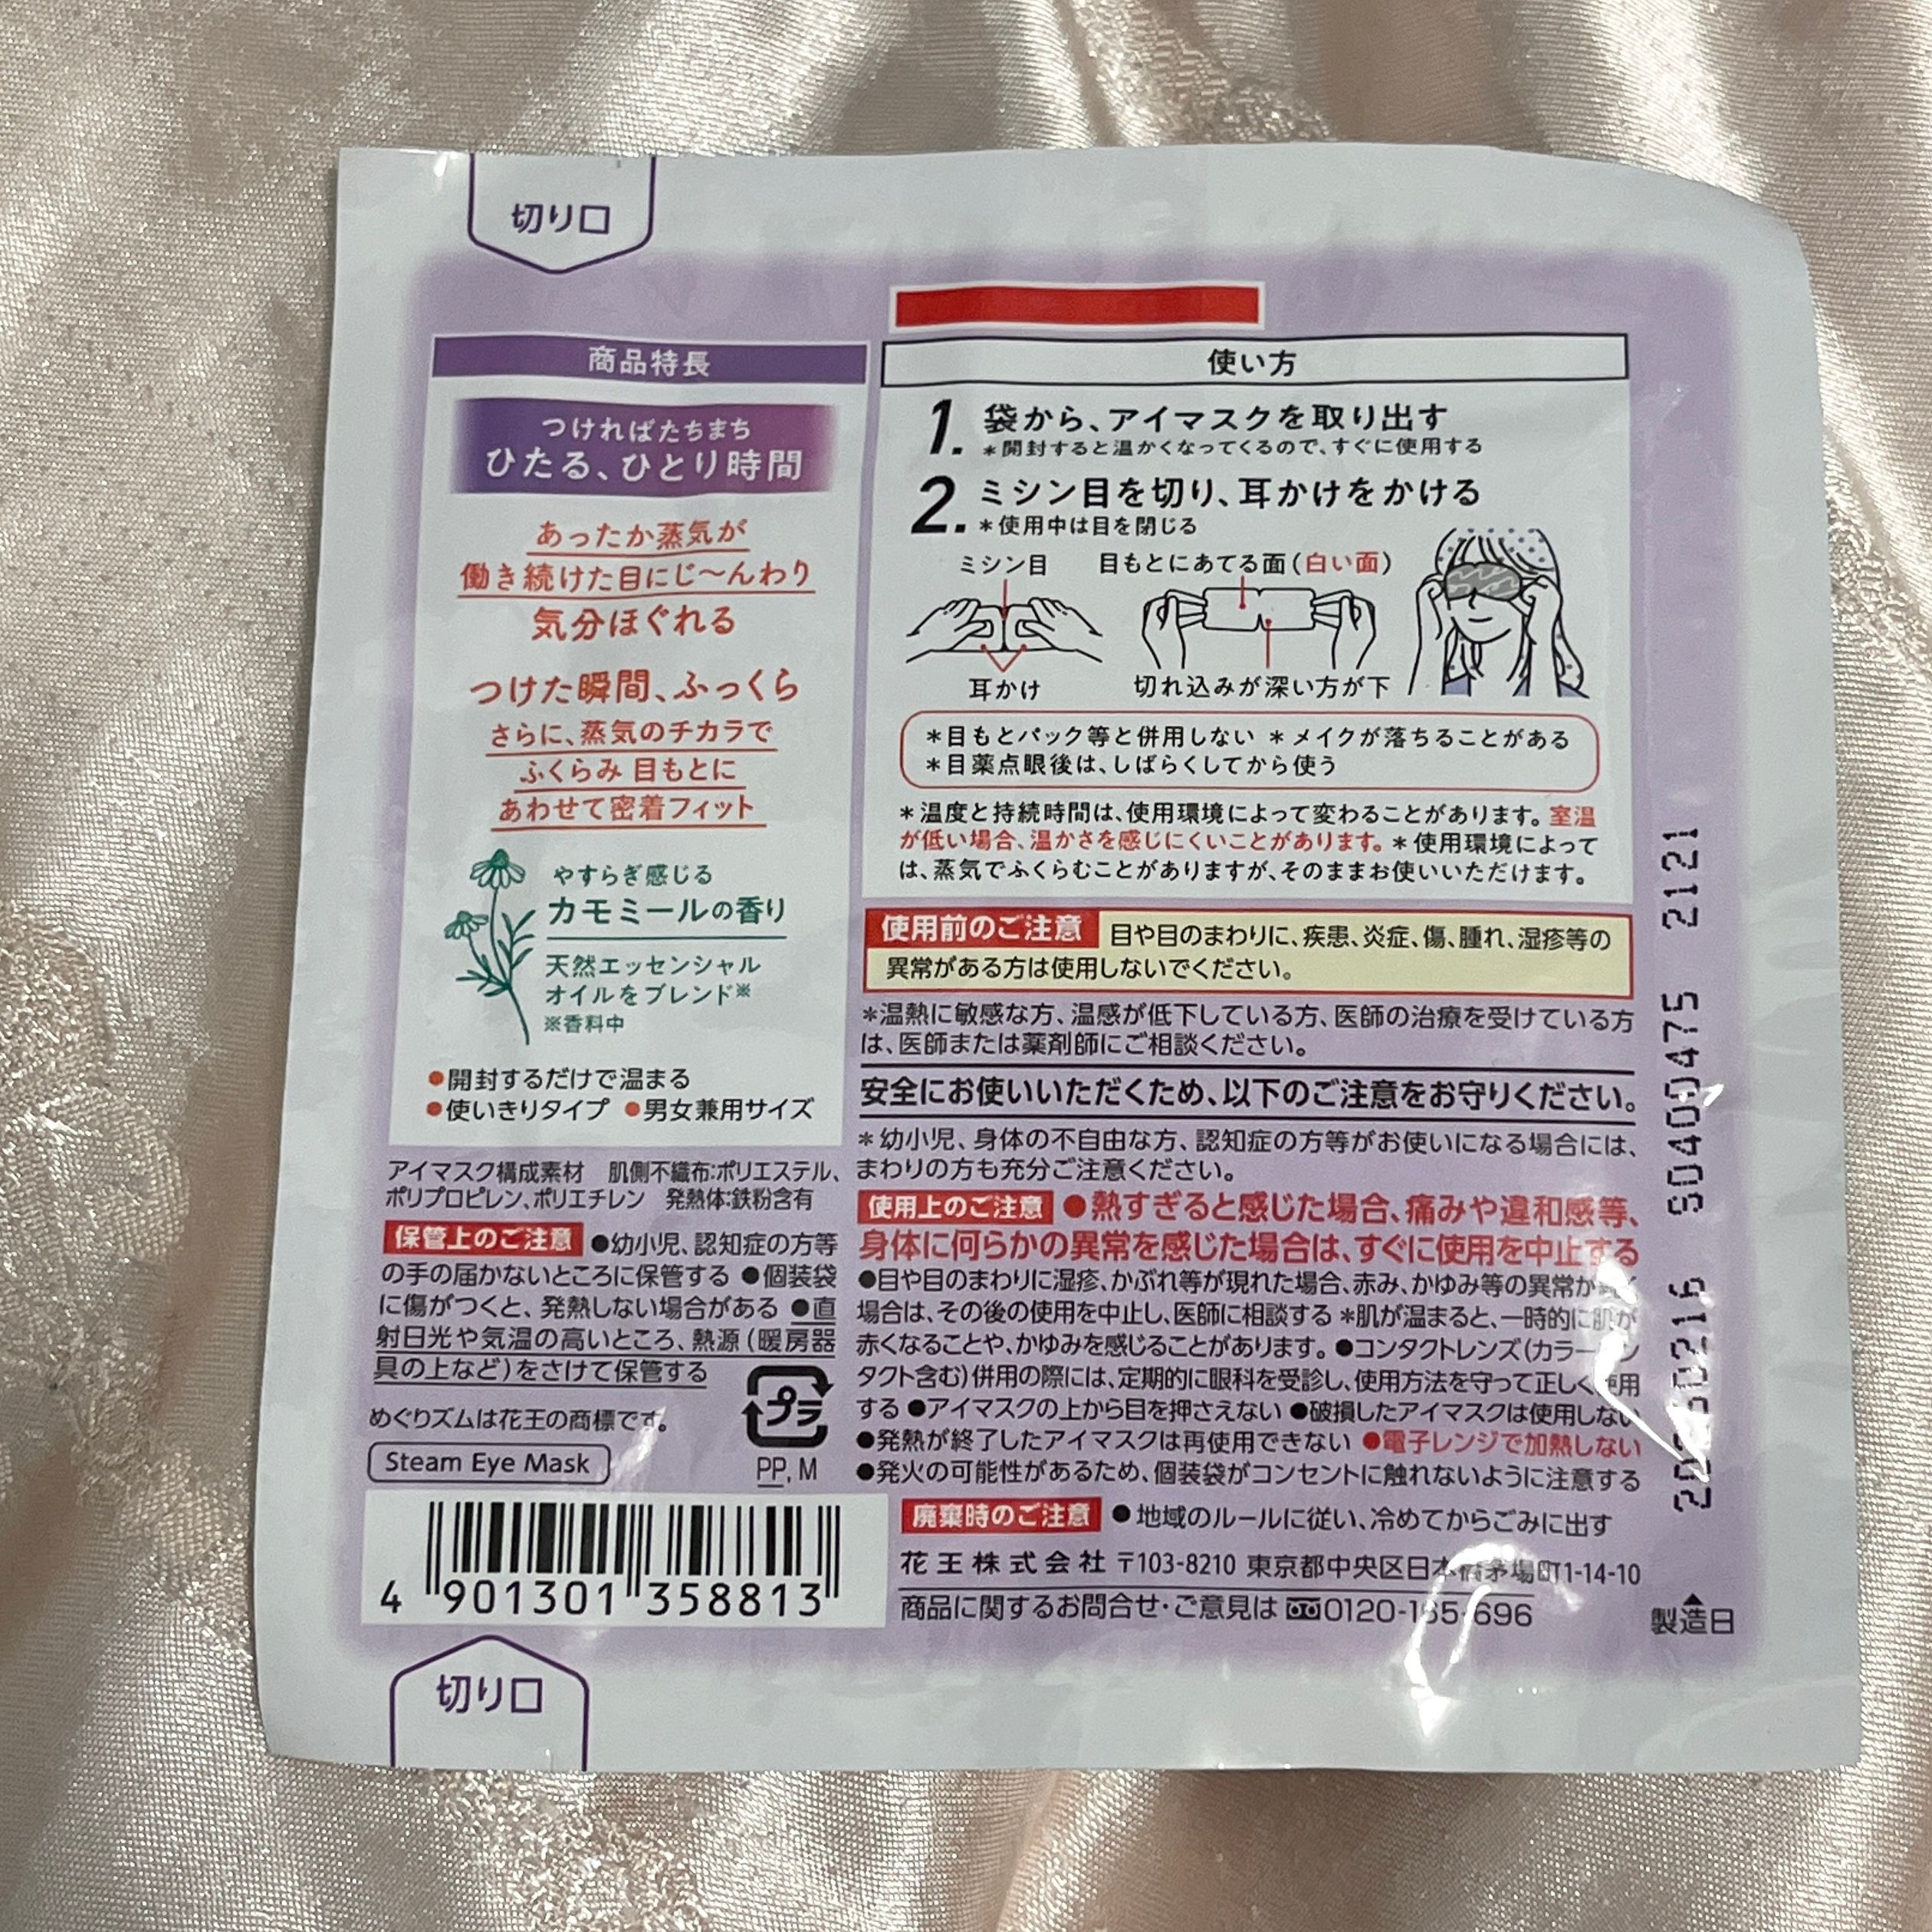 切り口
商品特長
つければたちまち
ひたる、ひとり時間
あったか蒸気が
働き続けた目にじ〜んわり
気分ほぐれる
つけた瞬間、ふっくら
さらに、蒸気のチカラで
ふくらみ 目もとに
あわせて密着フィット
やすらぎ感じる
カモミールの香り
天然エッセンシャル
オイルをブレンド※
※香料中
●開封するだけで温まる
●使いきりタイプ ●男女兼用サイズ
アイマスク構成素材 肌側不織布:ポリエステル、
ポリプロピレン、ポリエチレン 発熱体:鉄粉含有
保管上のご注意 ●幼小児、認知症の方等
の手の届かないところに保管する ●個装袋
に傷がつくと、発熱しない場合がある ●直
射日光や気温の高いところ、熱源(暖房器
具の上など)をさけて保管する
めぐりズムは花王の商標です。
Steam Eye Mask
プラ
PP, M
4 901301 358813
切り口
使い方
1. 袋から、アイマスクを取り出す
*開封すると温かくなってくるので、すぐに使用する
2. ミシン目を切り、耳かけをかける
*使用中は目を閉じる
ミシン目 目もとにあてる面(白い面)
耳かけ 切れ込みが深い方が下
*目もとパック等と併用しない *メイクが落ちることがある
*目薬点眼後は、しばらくしてから使う
*温度と持続時間は、使用環境によって変わることがあります。室温
が低い場合、温かさを感じにくいことがあります。*使用環境によって
は、蒸気でふくらむことがありますが、そのままお使いいただけます。
使用前のご注意 目や目のまわりに、疾患、炎症、傷、腫れ、湿疹等の
異常がある方は使用しないでください。
*温熱に敏感な方、温感が低下している方、医師の治療を受けている方
は、医師または薬剤師にご相談ください。
安全にお使いいただくため、以下のご注意をお守りください。
*幼小児、身体の不自由な方、認知症の方等がお使いになる場合には、
まわりの方も充分ご注意ください。
使用上のご注意 ●熱すぎると感じた場合、痛みや違和感等、
身体に何らかの異常を感じた場合は、すぐに使用を中止する
●目や目のまわりに湿疹、かぶれ等が現れた場合、赤み、かゆみ等の異常が
場合は、その後の使用を中止し、医師に相談する *肌が温まると、一時的に肌が
赤くなることや、かゆみを感じることがあります。●コンタクトレンズ(カラーコン
タクト含む)併用の際には、定期的に眼科を受診し、使用方法を守って正しく使用
する ●アイマスクの上から目を押さえない ●破損したアイマスクは使用しない
●発熱が終了したアイマスクは再使用できない ●電子レンジで加熱しない
●発火の可能性があるため、個装袋がコンセントに触れないように注意する
廃棄時のご注意 ●地域のルールに従い、冷めてからごみに出す
花王株式会社 〒103-8210 東京都中央区日本橋茅場町1-14-10
商品に関するお問合せ・ご意見は 0120-165-696
S0400475 2121
製造日